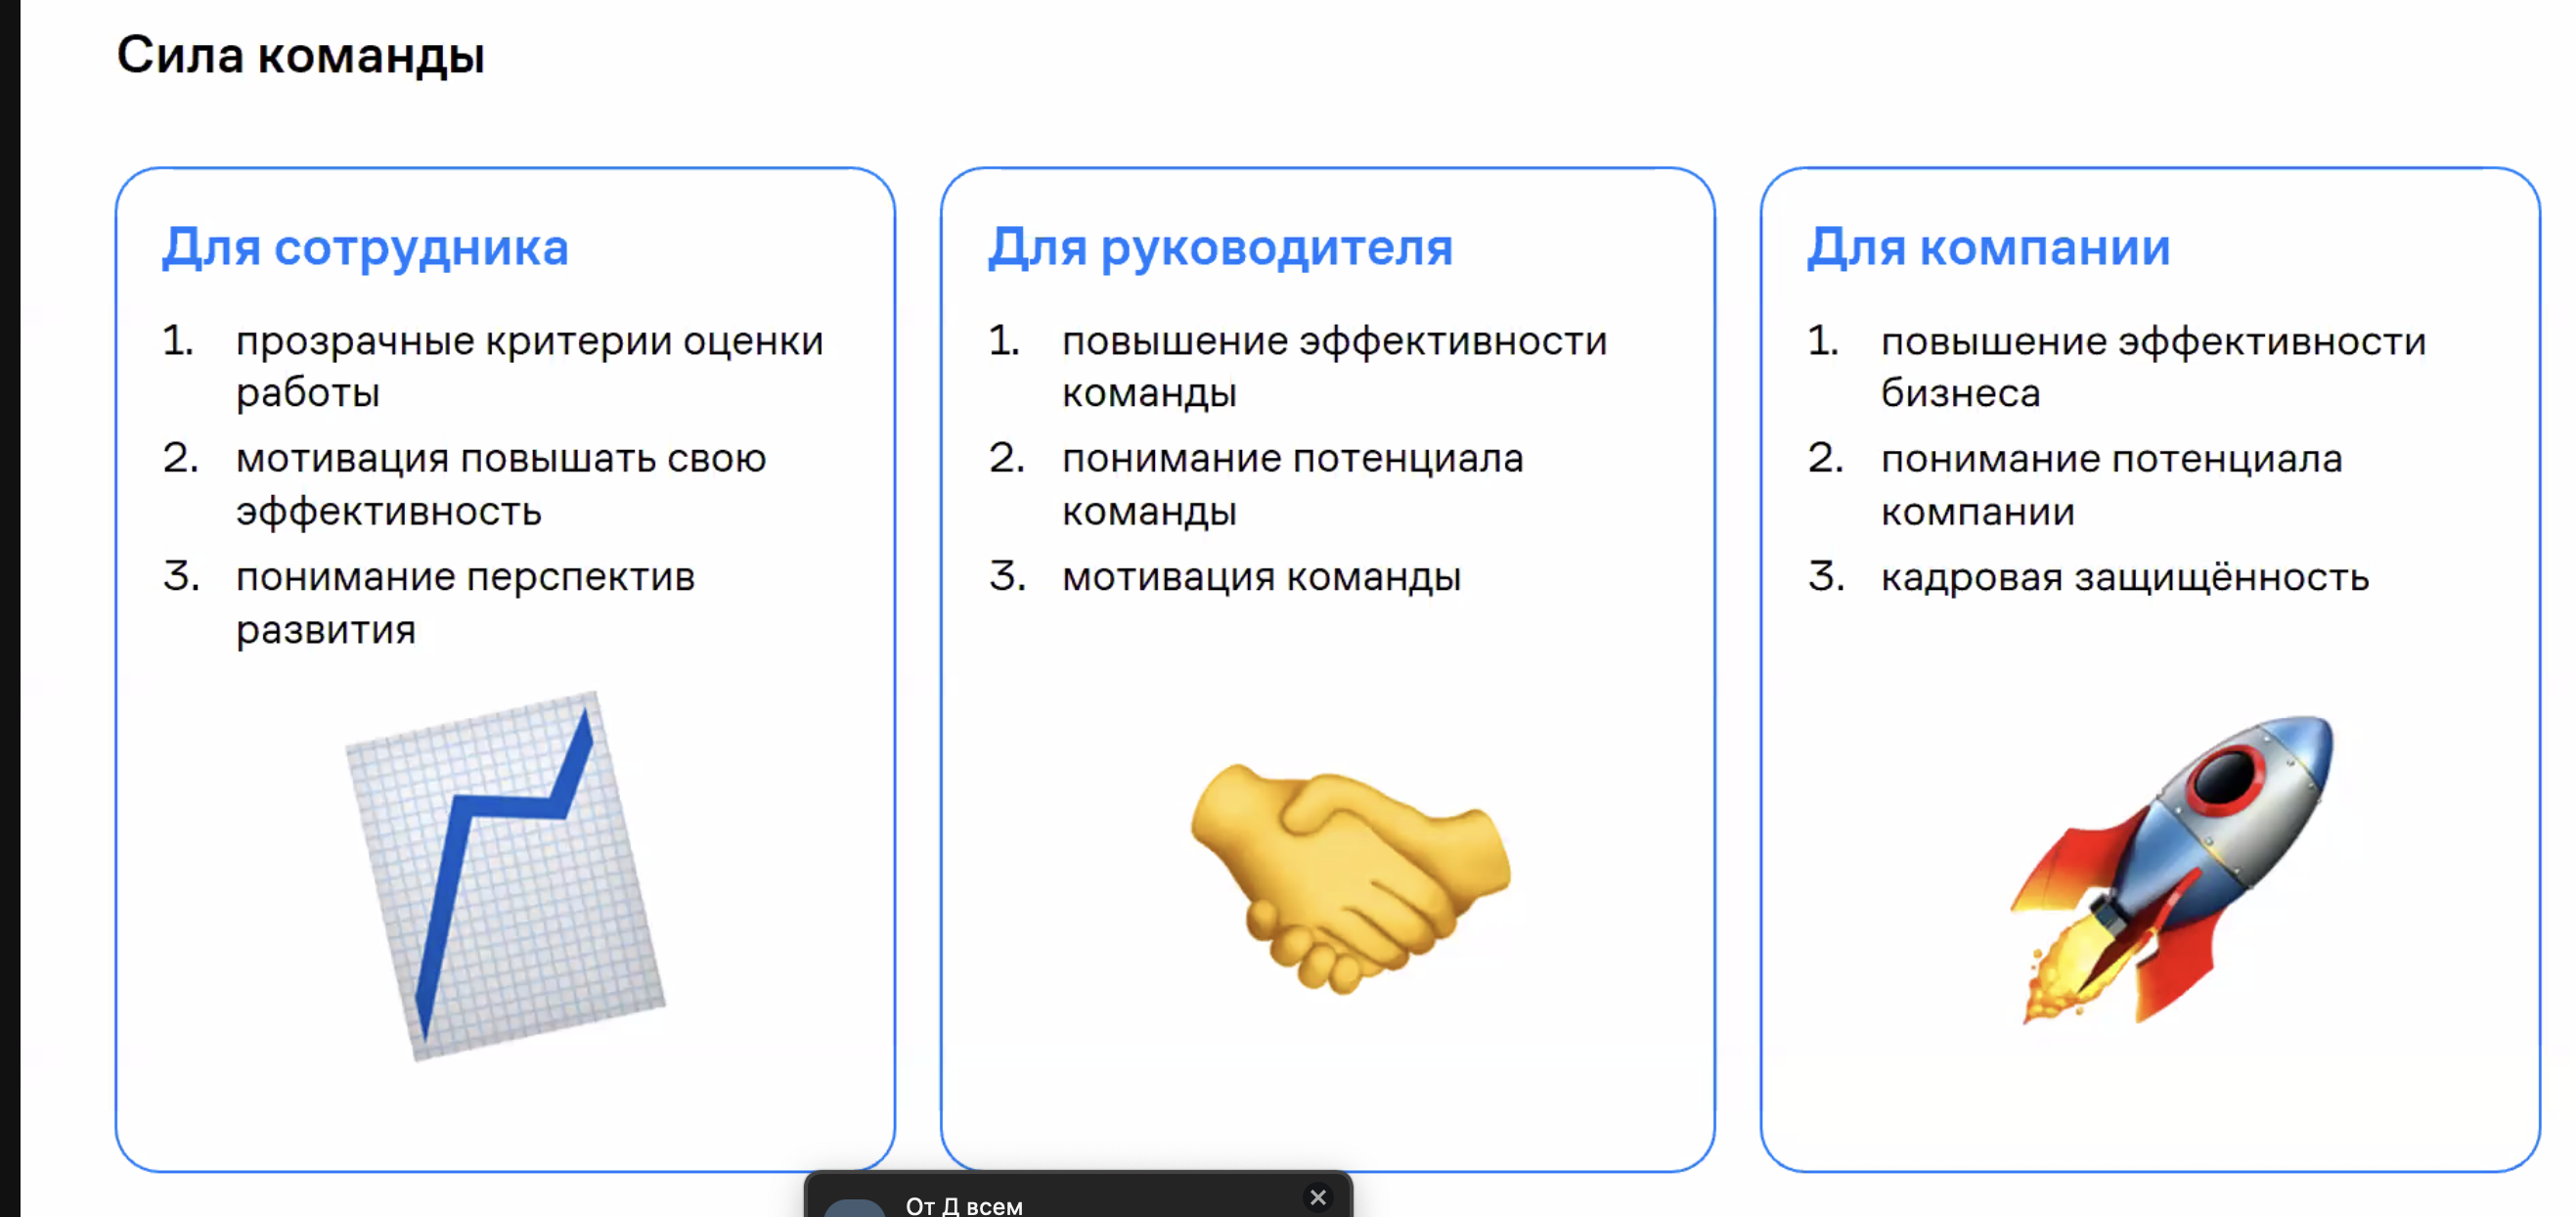 Сила команды
Для сотрудника
1. прозрачные критерии оценки
работы
2. мотивация повышать свою
эффективность
3. понимание перспектив
развития
Для руководителя
1. повышение эффективности
команды
2. понимание потенциала
команды
3. мотивация команды
Для компании
1. повышение эффективности
бизнеса
2. понимание потенциала
компании
3. кадровая защищённость
От Д всем